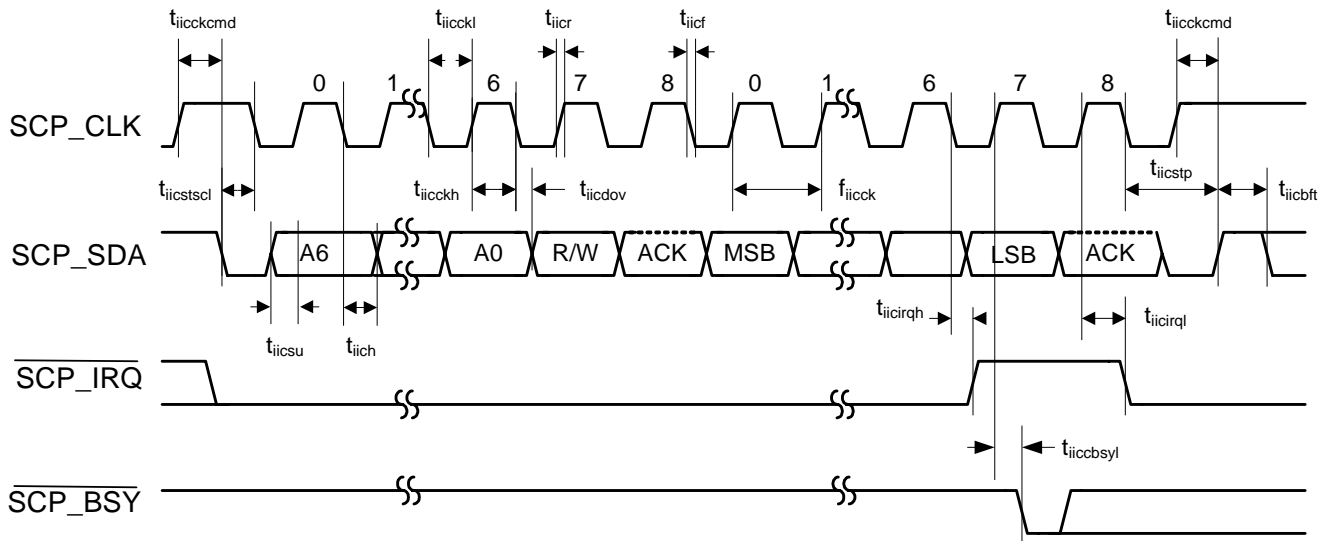 t_iicckcmd t_iicckl t_iicr t_iicf t_iicckcmd
0 1 6 7 8 0 1 6 7 8
SCP_CLK
t_iicstscl t_iicckh t_iicdov f_iicck t_iicstp t_iicbft
SCP_SDA
A6 A0 R/W ACK MSB LSB ACK
t_iicsu t_iich t_iicirqh t_iicirql
SCP_IRQ
t_iiccbsyl
SCP_BSY